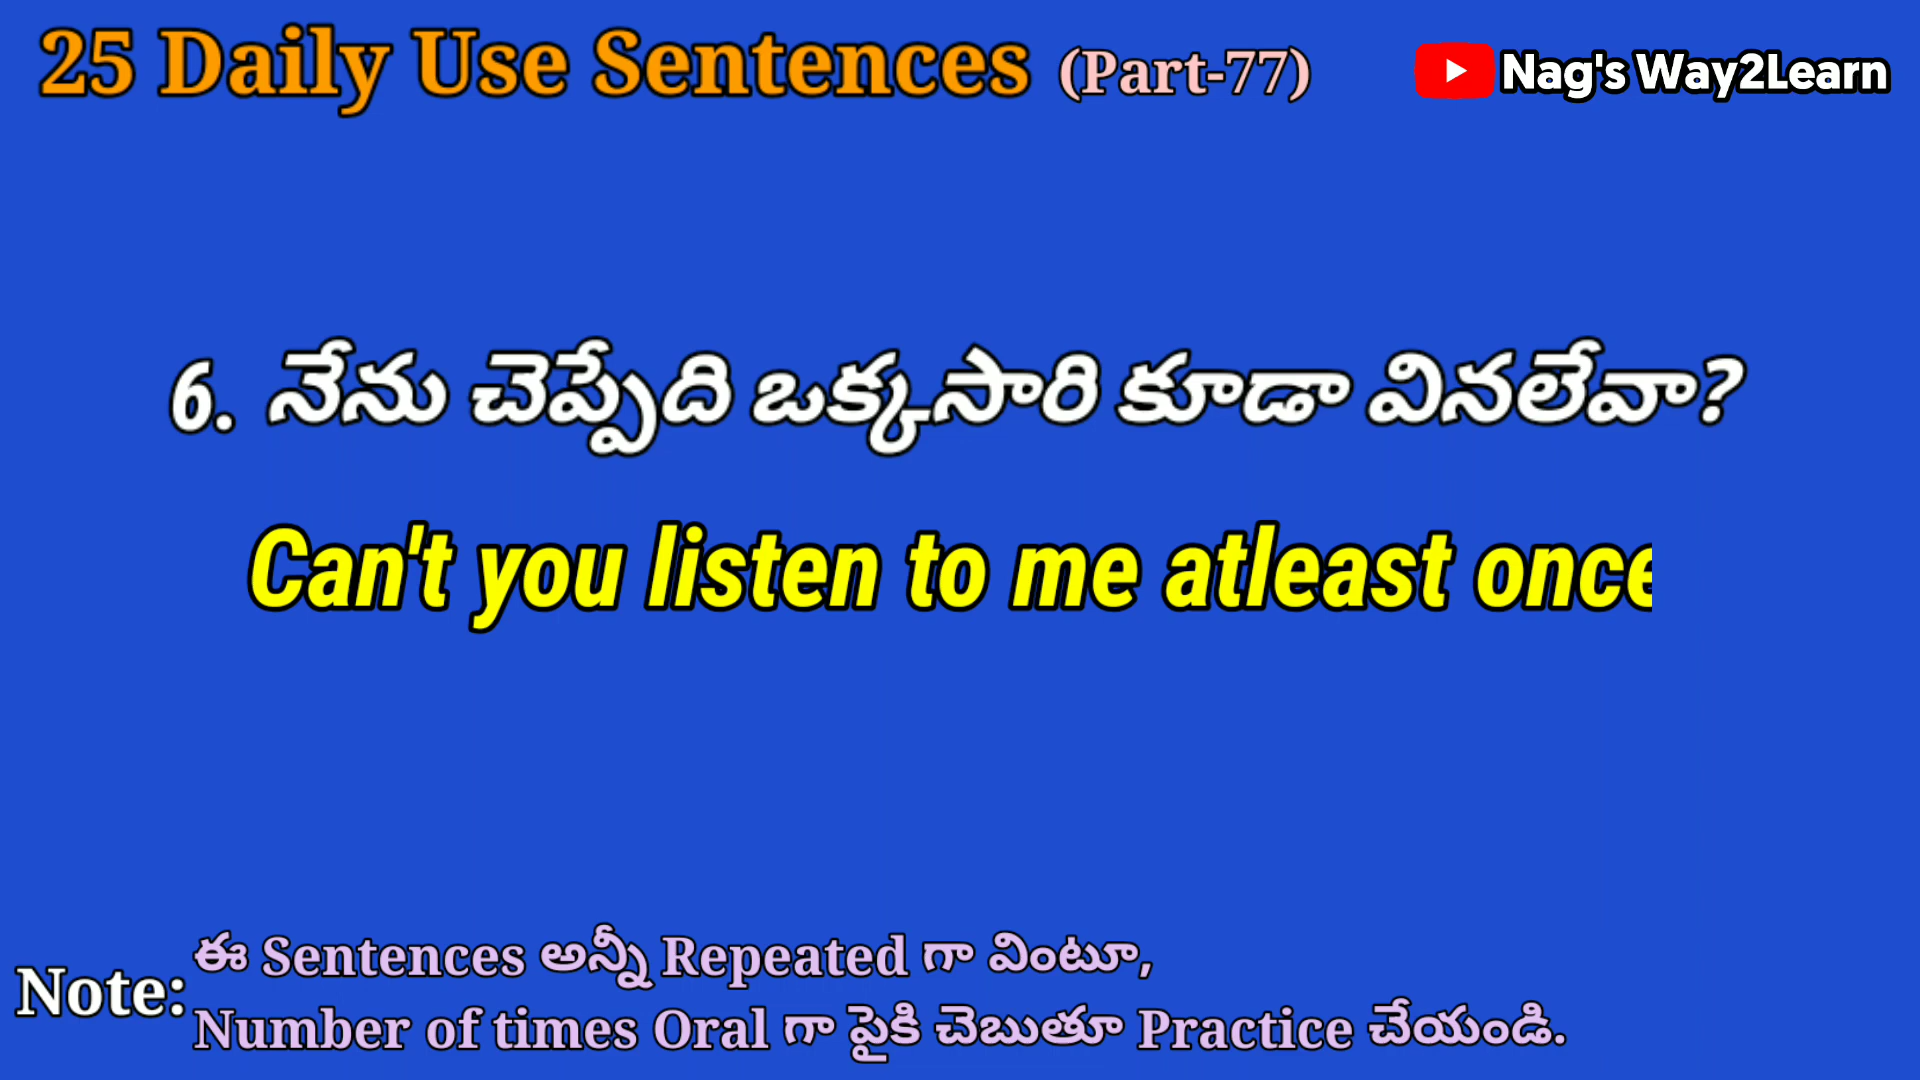 25 Daily Use Sentences (Part-77)
Nag's Way2Learn
6. నేను చెప్పేది ఒక్కసారి కూడా వినలేవా?
Can't you listen to me atleast once
Note:
ఈ Sentences అన్నీ Repeated గా వింటూ,
Number of times Oral గా పైకి చెబుతూ Practice చేయండి.